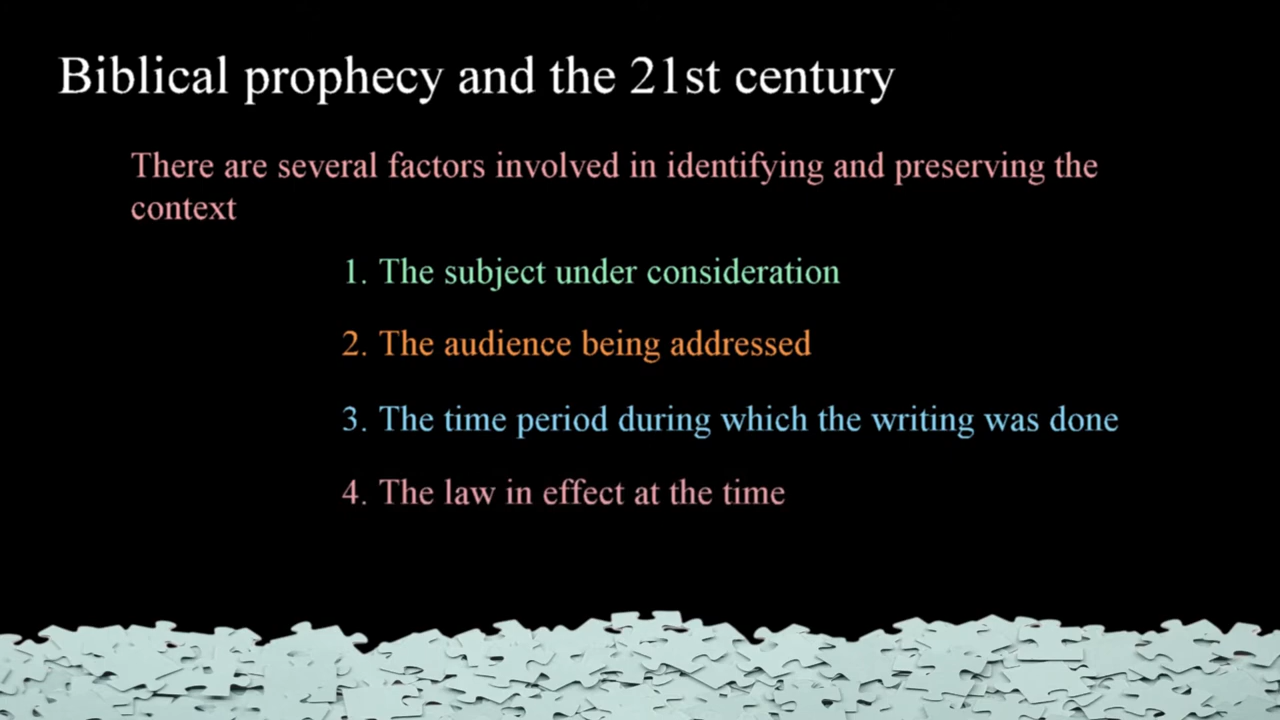 Biblical prophecy and the 21st century
There are several factors involved in identifying and preserving the
context
1. The subject under consideration
2. The audience being addressed
3. The time period during which the writing was done
4. The law in effect at the time